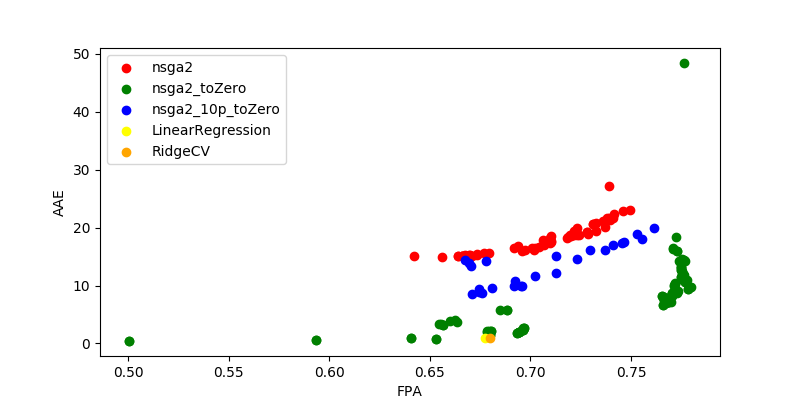 50
40
30
20
10
0
AAE
nsga2
nsga2_toZero
nsga2_10p_toZero
LinearRegression
RidgeCV
0.50 0.55 0.60 0.65 0.70 0.75
FPA